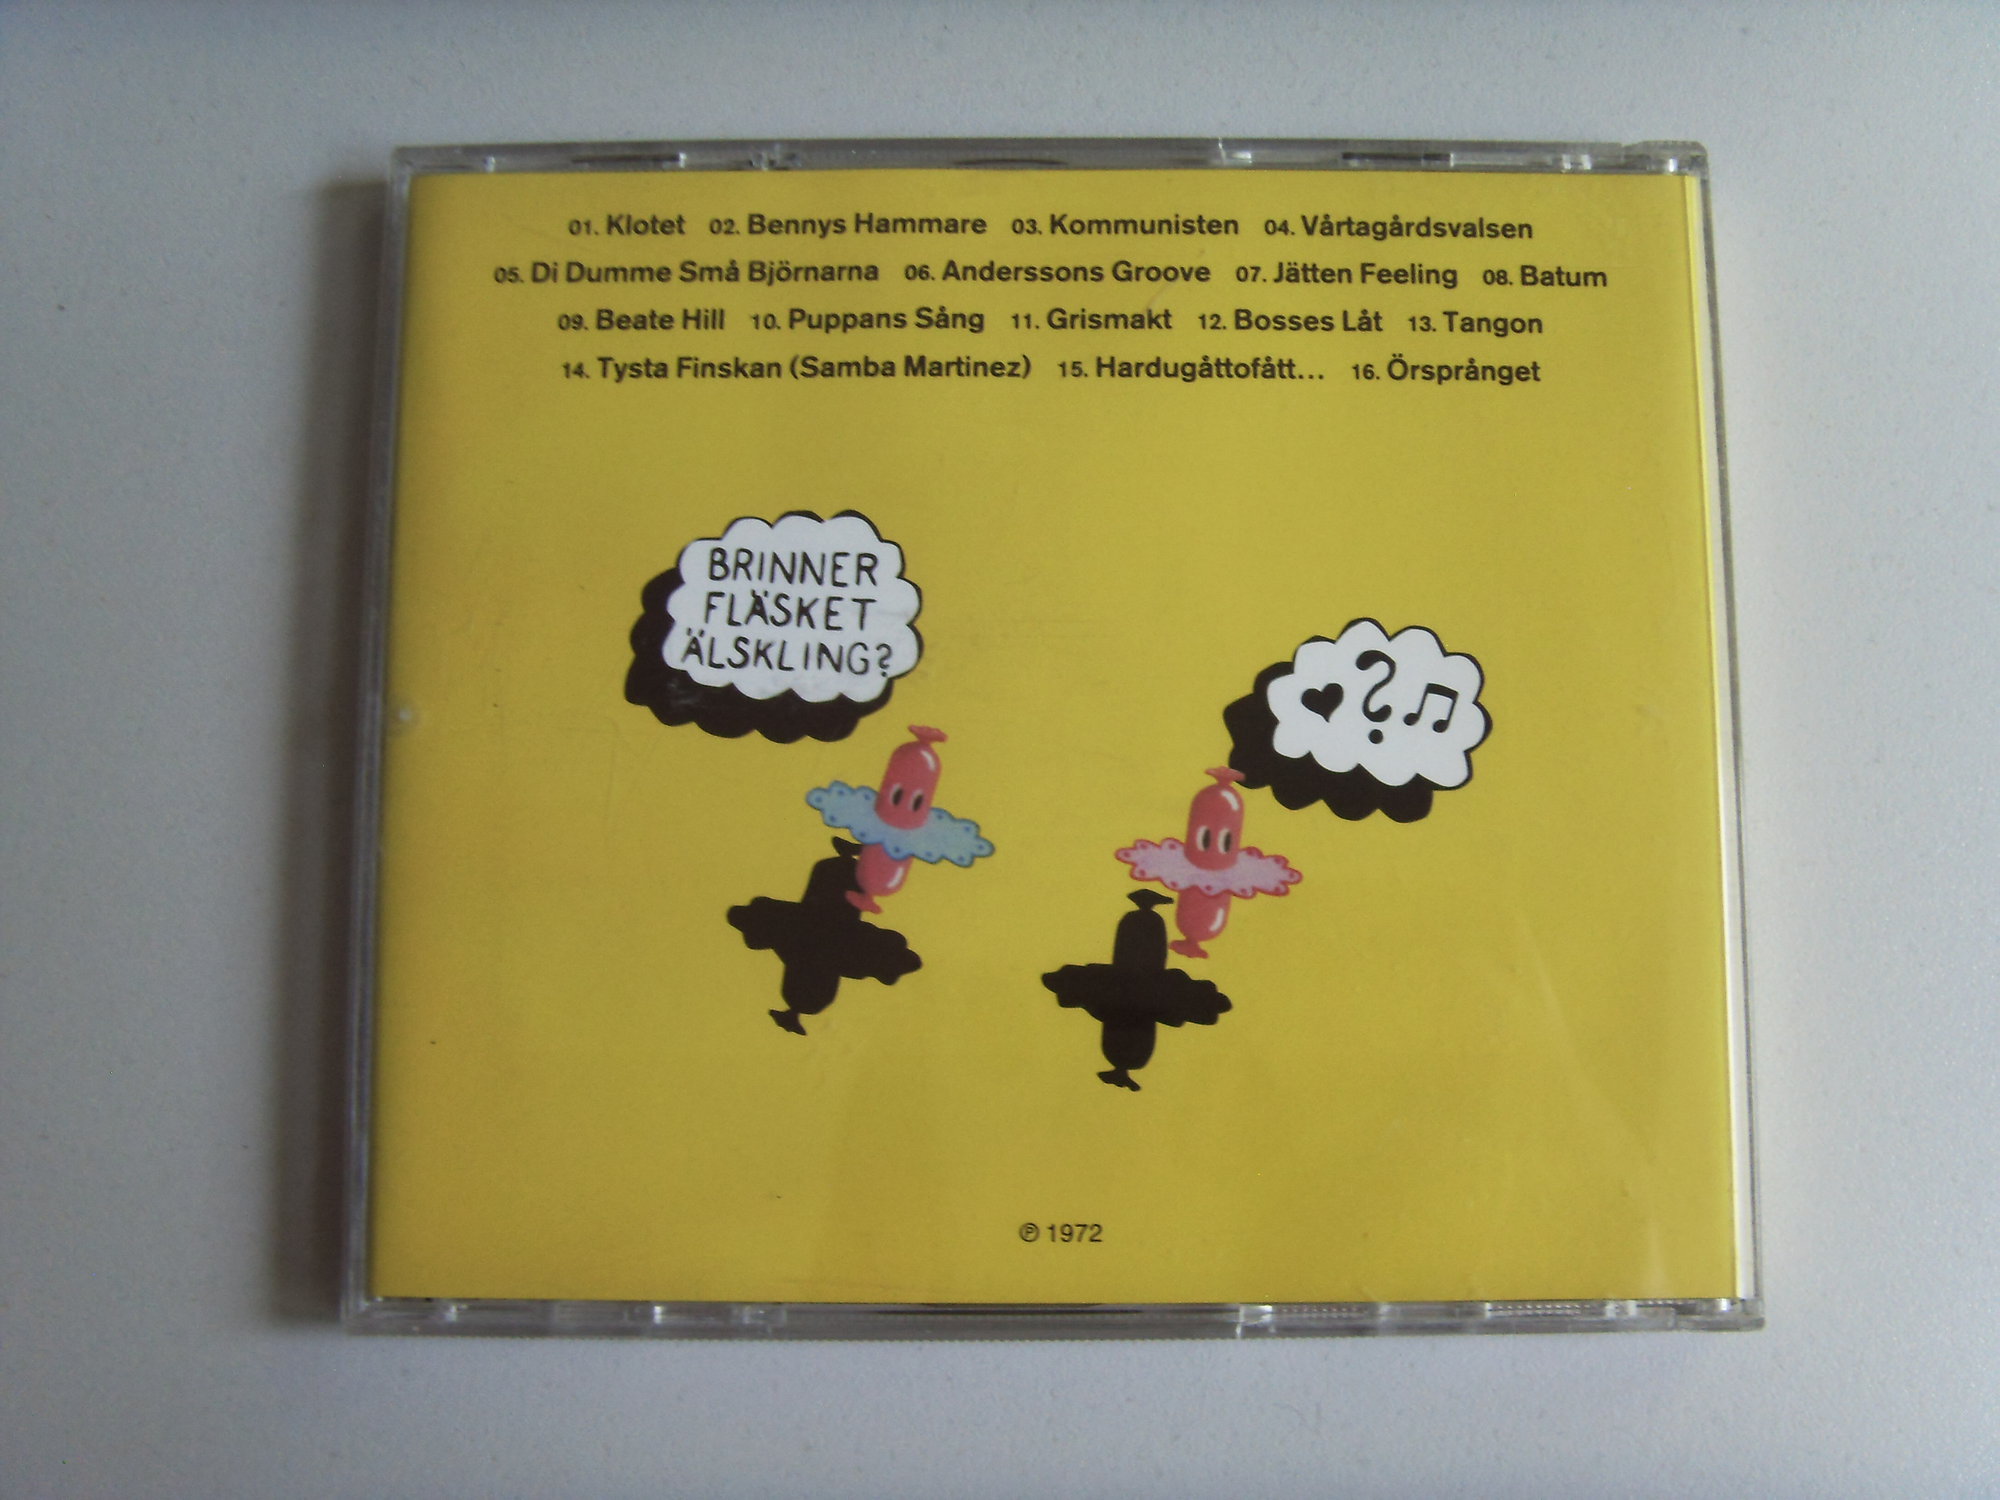 01. Klotet 02. Bennys Hammare 03. Kommunisten 04. Vårtagårdsvalsen
05. Di Dumme Små Björnarna 06. Anderssons Groove 07. Jätten Feeling 08. Batum
09. Beate Hill 10. Puppans Sång 11. Grismakt 12. Bosses Låt 13. Tangon
14. Tysta Finskan (Samba Martinez) 15. Hardugåttofått... 16. Örsprånget
BRINNER
FLÄSKET
ÄLSKLING?
?
℗ 1972